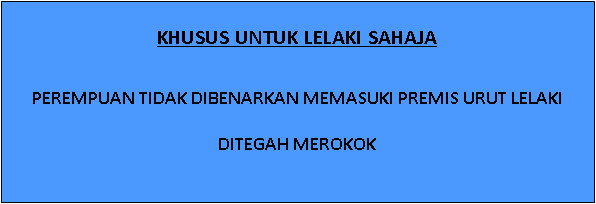 KHUSUS UNTUK LELAKI SAHAJA
PEREMPUAN TIDAK DIBENARKAN MEMASUKI PREMIS URUT LELAKI
DITEGAH MEROKOK